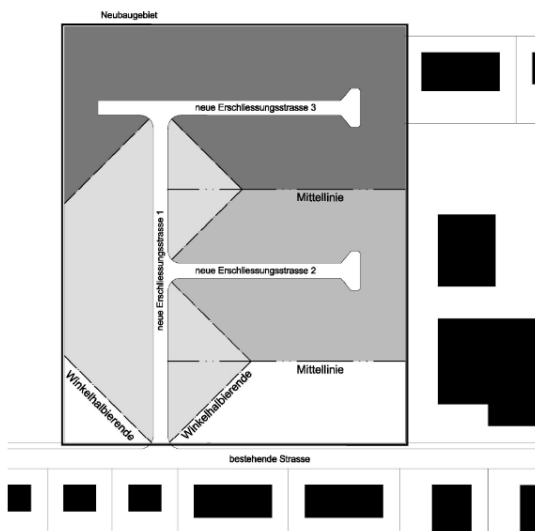 Neubaugebiet
neue Erschliessungsstrasse 3
Mittellinie
neue Erschliessungsstrasse 1
neue Erschliessungsstrasse 2
Mittellinie
Winkelhalbierende
Winkelhalbierende
bestehende Strasse